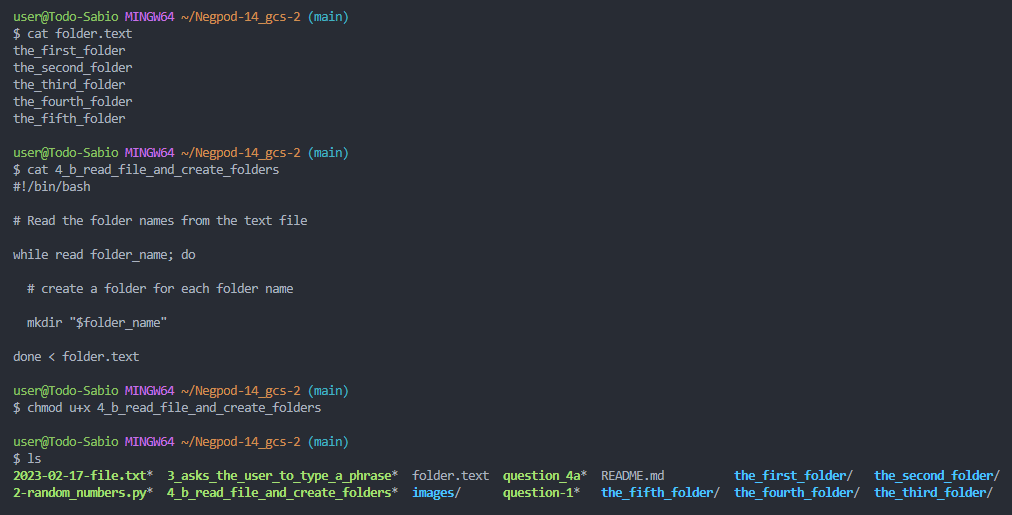 user@Todo-Sabio MINGW64 ~/Negpod-14_gcs-2 (main)
$ cat folder.text
the_first_folder
the_second_folder
the_third_folder
the_fourth_folder
the_fifth_folder
user@Todo-Sabio MINGW64 ~/Negpod-14_gcs-2 (main)
$ cat 4_b_read_file_and_create_folders
#!/bin/bash
# Read the folder names from the text file
while read folder_name; do
# create a folder for each folder name
mkdir "$folder_name"
done < folder.text
user@Todo-Sabio MINGW64 ~/Negpod-14_gcs-2 (main)
$ chmod u+x 4_b_read_file_and_create_folders
user@Todo-Sabio MINGW64 ~/Negpod-14_gcs-2 (main)
$ ls
2023-02-17-file.txt* 3_asks_the_user_to_type_a_phrase* folder.text question_4a* README.md the_first_folder/ the_second_folder/
2-random_numbers.py* 4_b_read_file_and_create_folders* images/ question-1* the_fifth_folder/ the_fourth_folder/ the_third_folder/